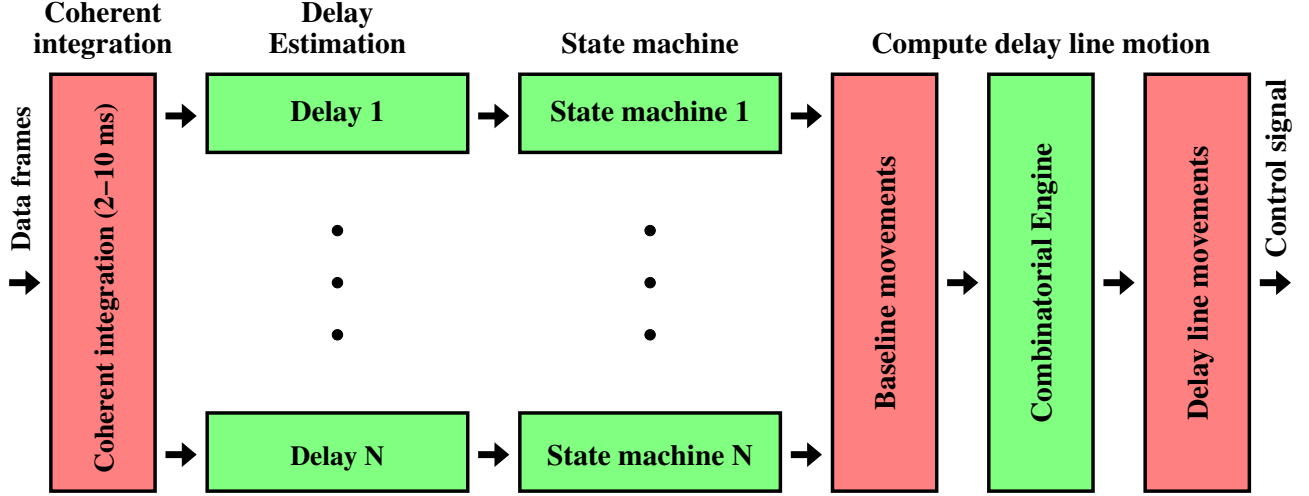 Coherent
integration
Delay
Estimation
State machine
Compute delay line motion
Data frames
Coherent integration (2−10 ms)
Delay 1
State machine 1
Delay N
State machine N
Baseline movements
Combinatorial Engine
Delay line movements
Control signal